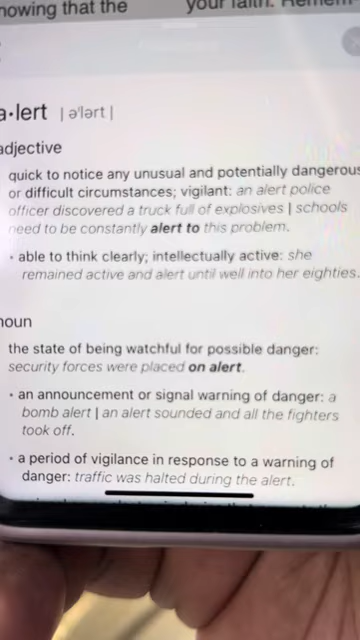 nowing that the your faith. Remem
a•lert | ə'lərt |
adjective
quick to notice any unusual and potentially dangerous
or difficult circumstances; vigilant: an alert police
officer discovered a truck full of explosives | schools
need to be constantly alert to this problem.
• able to think clearly; intellectually active: she
remained active and alert until well into her eighties.
noun
the state of being watchful for possible danger:
security forces were placed on alert.
• an announcement or signal warning of danger: a
bomb alert | an alert sounded and all the fighters
took off.
• a period of vigilance in response to a warning of
danger: traffic was halted during the alert.